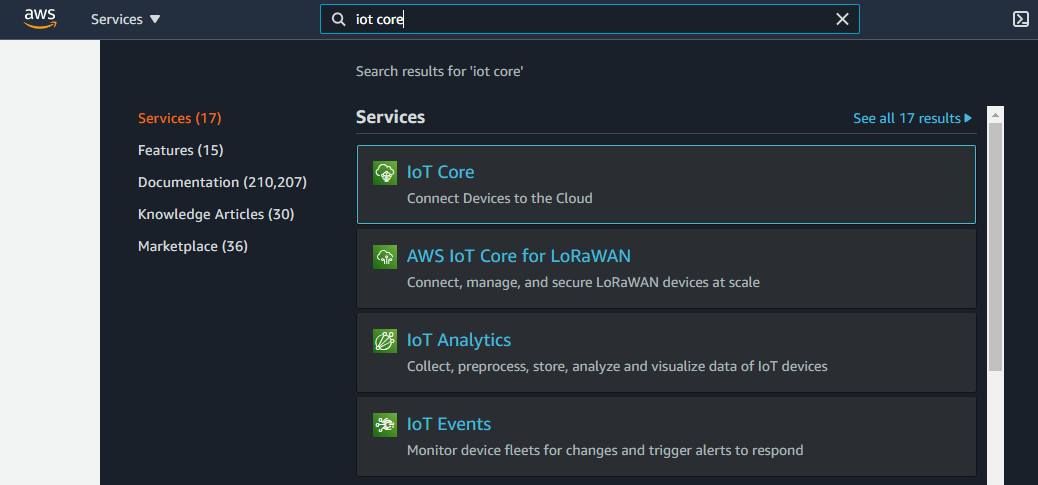 aws
Services
iot core
Search results for 'iot core'
Services (17)
Features (15)
Documentation (210,207)
Knowledge Articles (30)
Marketplace (36)
Services
See all 17 results
IoT Core
Connect Devices to the Cloud
AWS IoT Core for LoRaWAN
Connect, manage, and secure LoRaWAN devices at scale
IoT Analytics
Collect, preprocess, store, analyze and visualize data of IoT devices
IoT Events
Monitor device fleets for changes and trigger alerts to respond